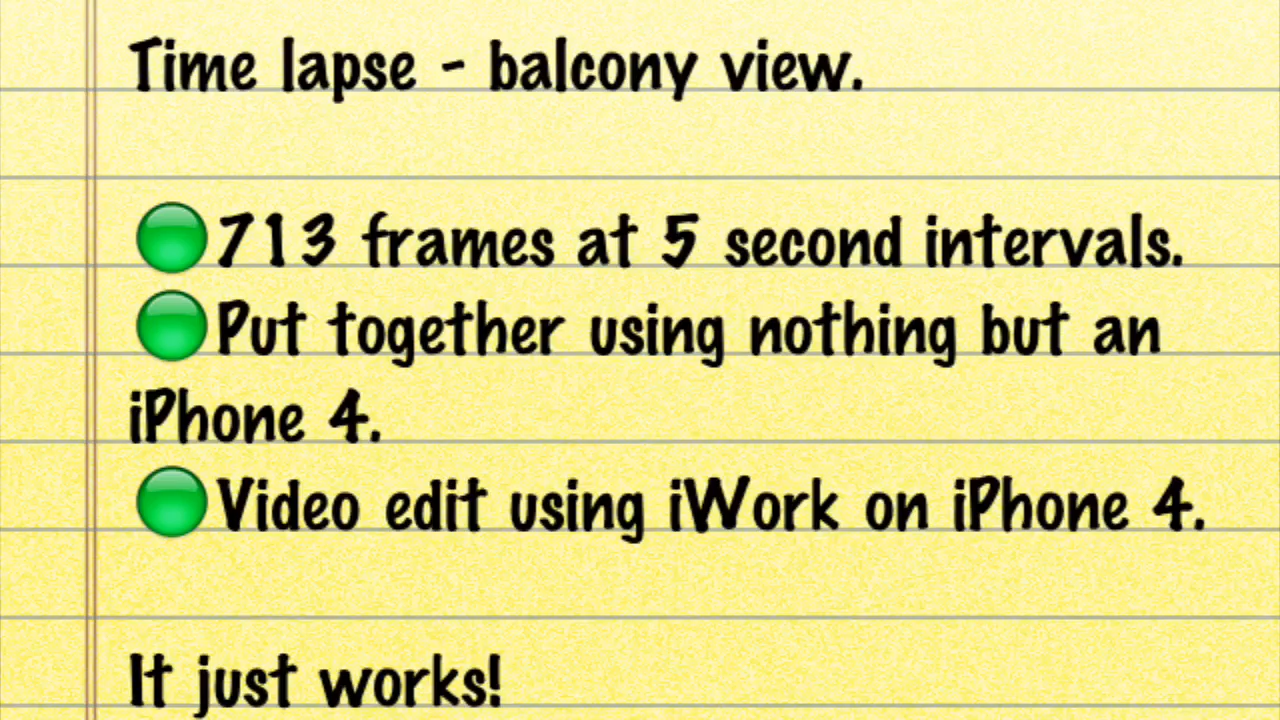 Time lapse - balcony view.
713 frames at 5 second intervals.
Put together using nothing but an
iPhone 4.
Video edit using iWork on iPhone 4.
It just works!